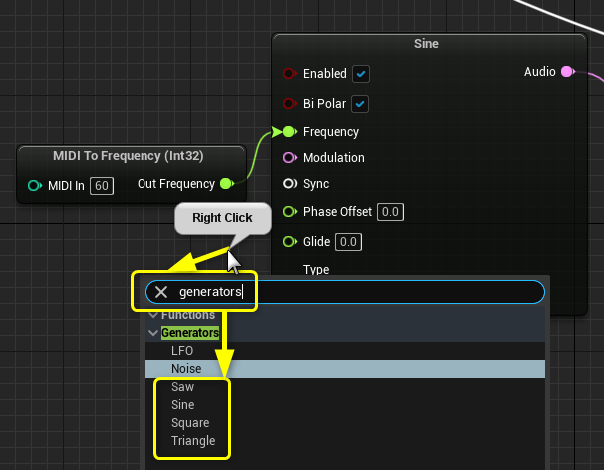 Sine
Enabled
Audio
Bi Polar
Frequency
MIDI To Frequency (Int32)
Modulation
MIDI In 60
Out Frequency
Sync
Phase Offset 0.0
Right Click
Glide 0.0
Type
generators
Functions
Generators
LFO
Noise
Saw
Sine
Square
Triangle